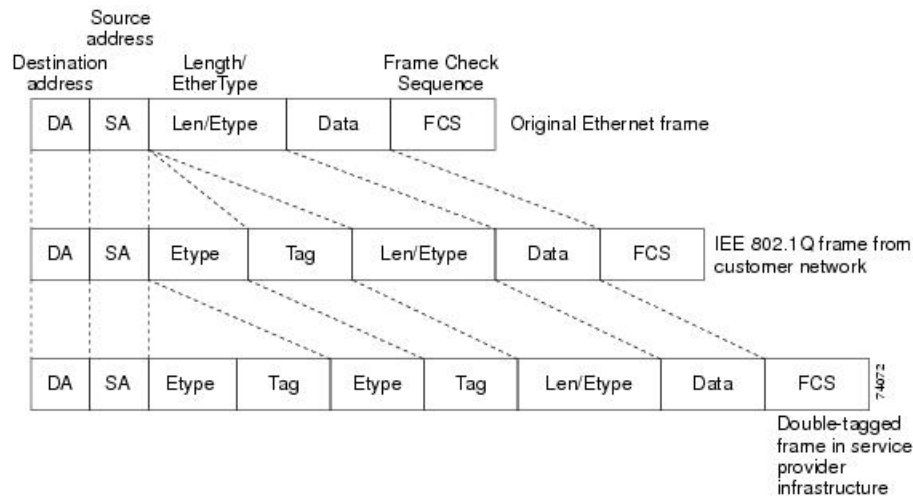 Source
address
Destination
address
Length/
EtherType
Frame Check
Sequence
DA SA Len/Etype Data FCS Original Ethernet frame
DA SA Etype Tag Len/Etype Data FCS
IEE 802.1Q frame from
customer network
DA SA Etype Tag Etype Tag Len/Etype Data FCS
74072
Double-tagged
frame in service
provider
infrastructure